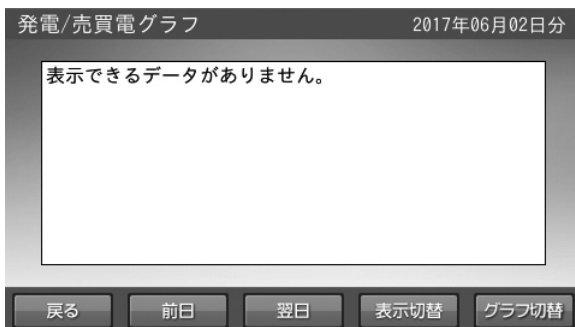 発電/売買電グラフ 2017年06月02日分
表示できるデータがありません。
戻る 前日 翌日 表示切替 グラフ切替